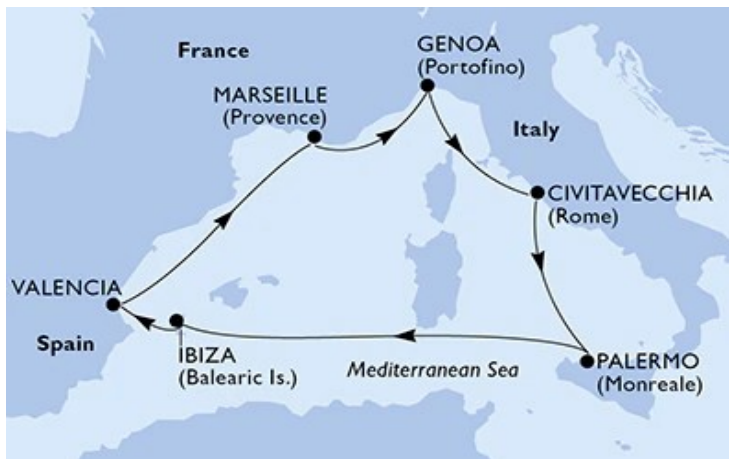 GENOA
(Portofino)
France
MARSEILLE
(Provence)
Italy
CIVITAVECCHIA
(Rome)
VALENCIA
Spain
IBIZA
(Balearic Is.)
Mediterranean Sea
PALERMO
(Monreale)